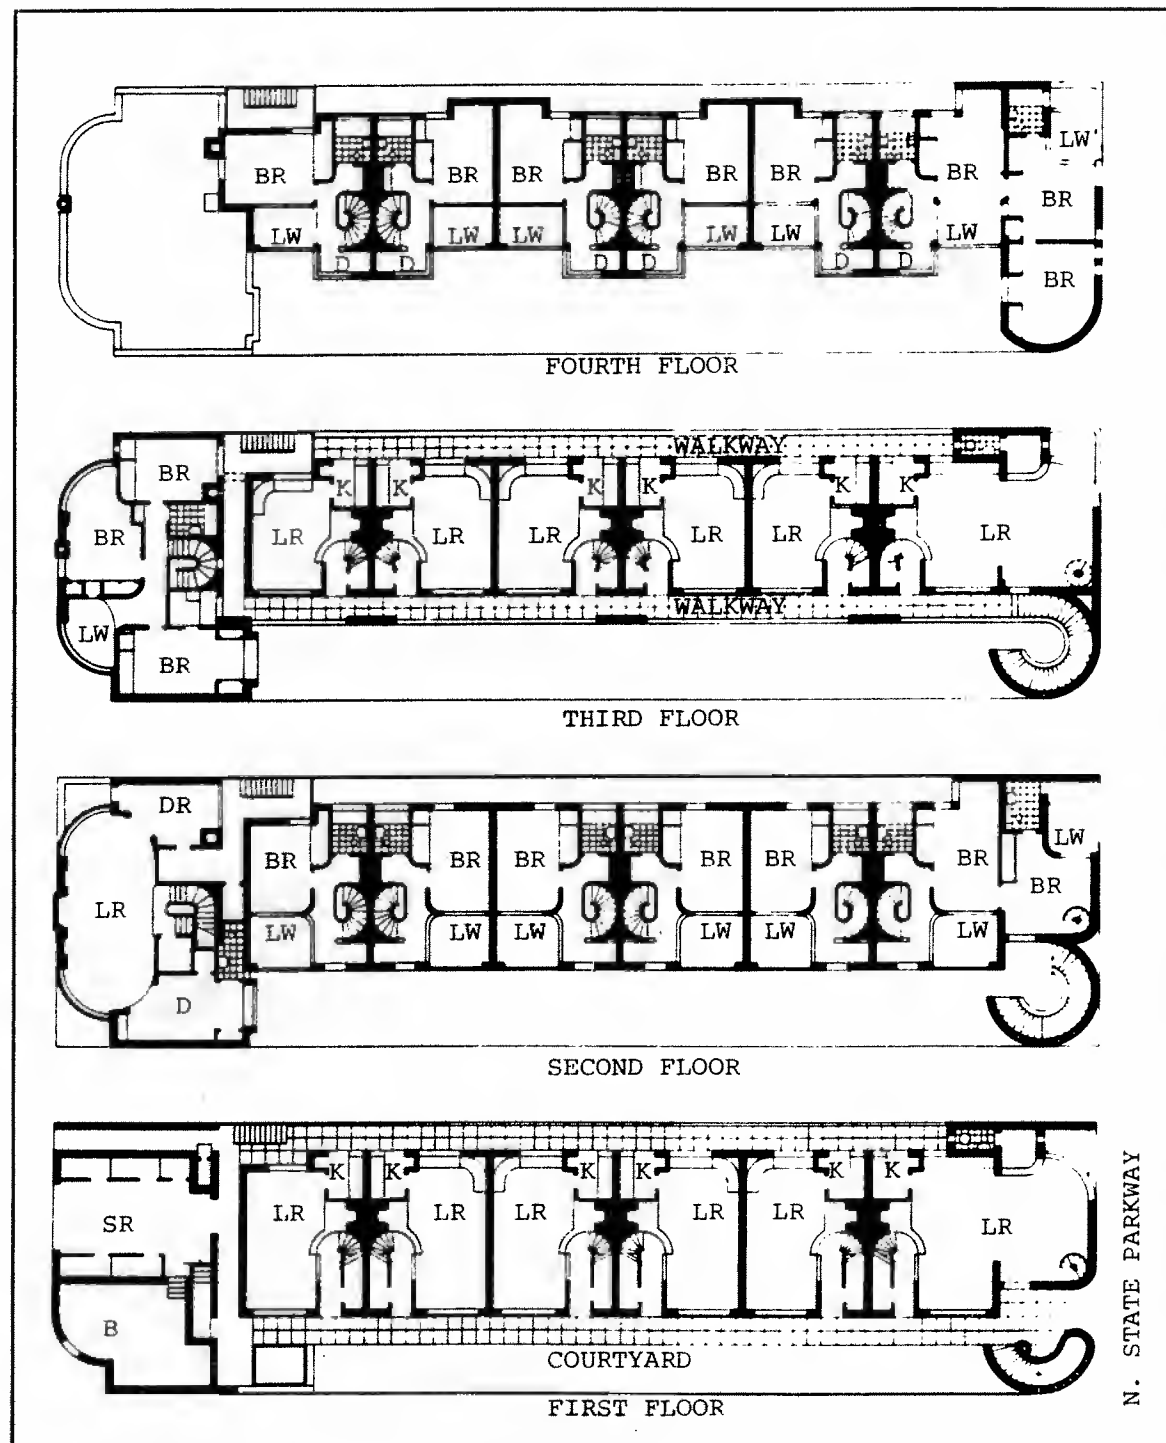 LW
BR BR BR BR BR BR BR
LW LW LW LW LW LW
D D D D D D
BR
FOURTH FLOOR
WALKWAY D
BR
K K K K K K
BR LR LR LR LR LR LR
WALKWAY
LW
BR
THIRD FLOOR
DR
LW
BR BR BR BR BR BR BR
LR
LW LW LW LW LW LW
D
SECOND FLOOR
K K K K K K
SR LR LR LR LR LR LR
B
COURTYARD
FIRST FLOOR
N. STATE PARKWAY